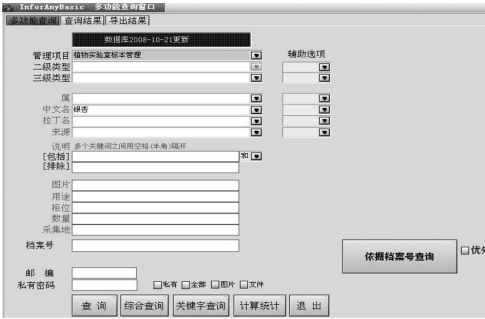 InforAnyBasic 多功能查询窗口
多功能查询 查询结果 导出结果
数据库2008-10-21更新
管理项目 植物实验室标本管理 辅助选项
二级类型
三级类型
属
中文名 银杏
拉丁名
来源
说明 多个关键词之间用空格(半角)隔开
[包括] 和
[排除]
图片
用途
柜位
数量
采集地
档案号
依据档案号查询 优先
邮 编
私有密码 私有 全部 图片 文件
查 询 综合查询 关键字查询 计算统计 退 出